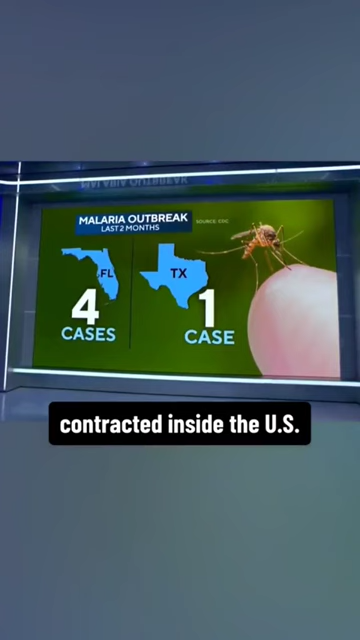 MALARIA OUTBREAK
LAST 2 MONTHS
SOURCE: CDC
FL
4
CASES
TX
1
CASE
contracted inside the U.S.